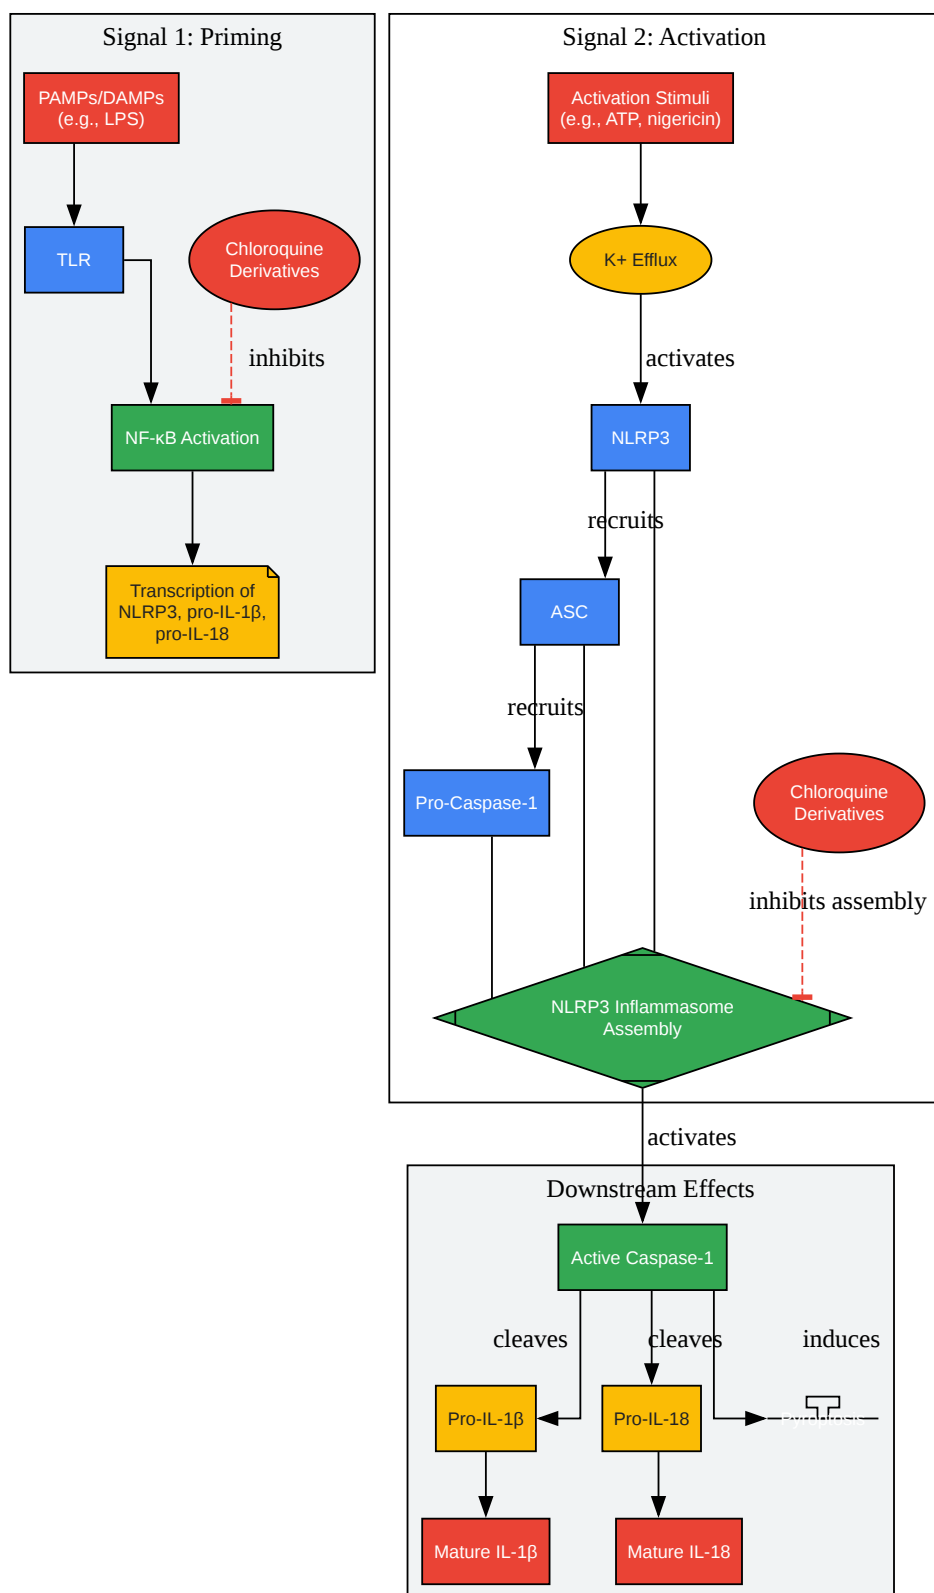 Signal 1: Priming
PAMPs/DAMPs
(e.g., LPS)
TLR
Chloroquine
Derivatives
inhibits
NF-κB Activation
Transcription of
NLRP3, pro-IL-1β,
pro-IL-18
Signal 2: Activation
Activation Stimuli
(e.g., ATP, nigericin)
K+ Efflux
activates
NLRP3
recruits
ASC
recruits
Pro-Caspase-1
Chloroquine
Derivatives
inhibits assembly
NLRP3 Inflammasome
Assembly
activates
Downstream Effects
Active Caspase-1
cleaves
cleaves
induces
Pro-IL-1β
Pro-IL-18
Pyroptosis
Mature IL-1β
Mature IL-18